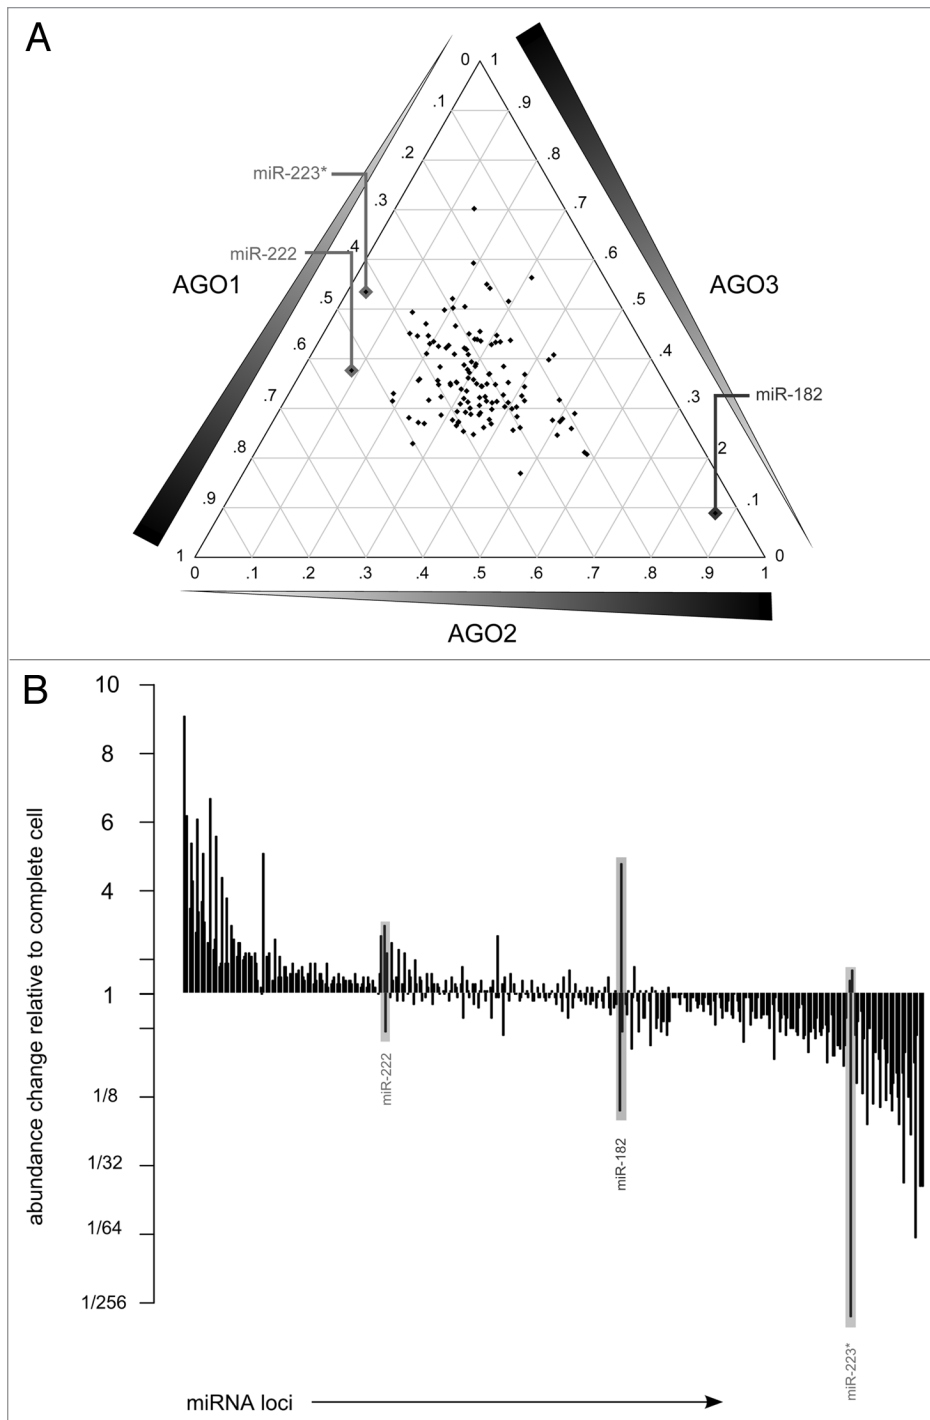 A
0 1
.1 .9
.2 .8
miR-223*
.3 .7
4 .6
miR-222
AGO1 .5 .5 AGO3
.6 .4
.7 .3 miR-182
.8 2
.9 .1
1 0
0 .1 .2 .3 .4 .5 .6 .7 .8 .9 1
AGO2
B
10
8
6
4
1
1/8
1/32
1/64
1/256
abundance change relative to complete cell
miR-222
miR-182
miR-223*
miRNA loci